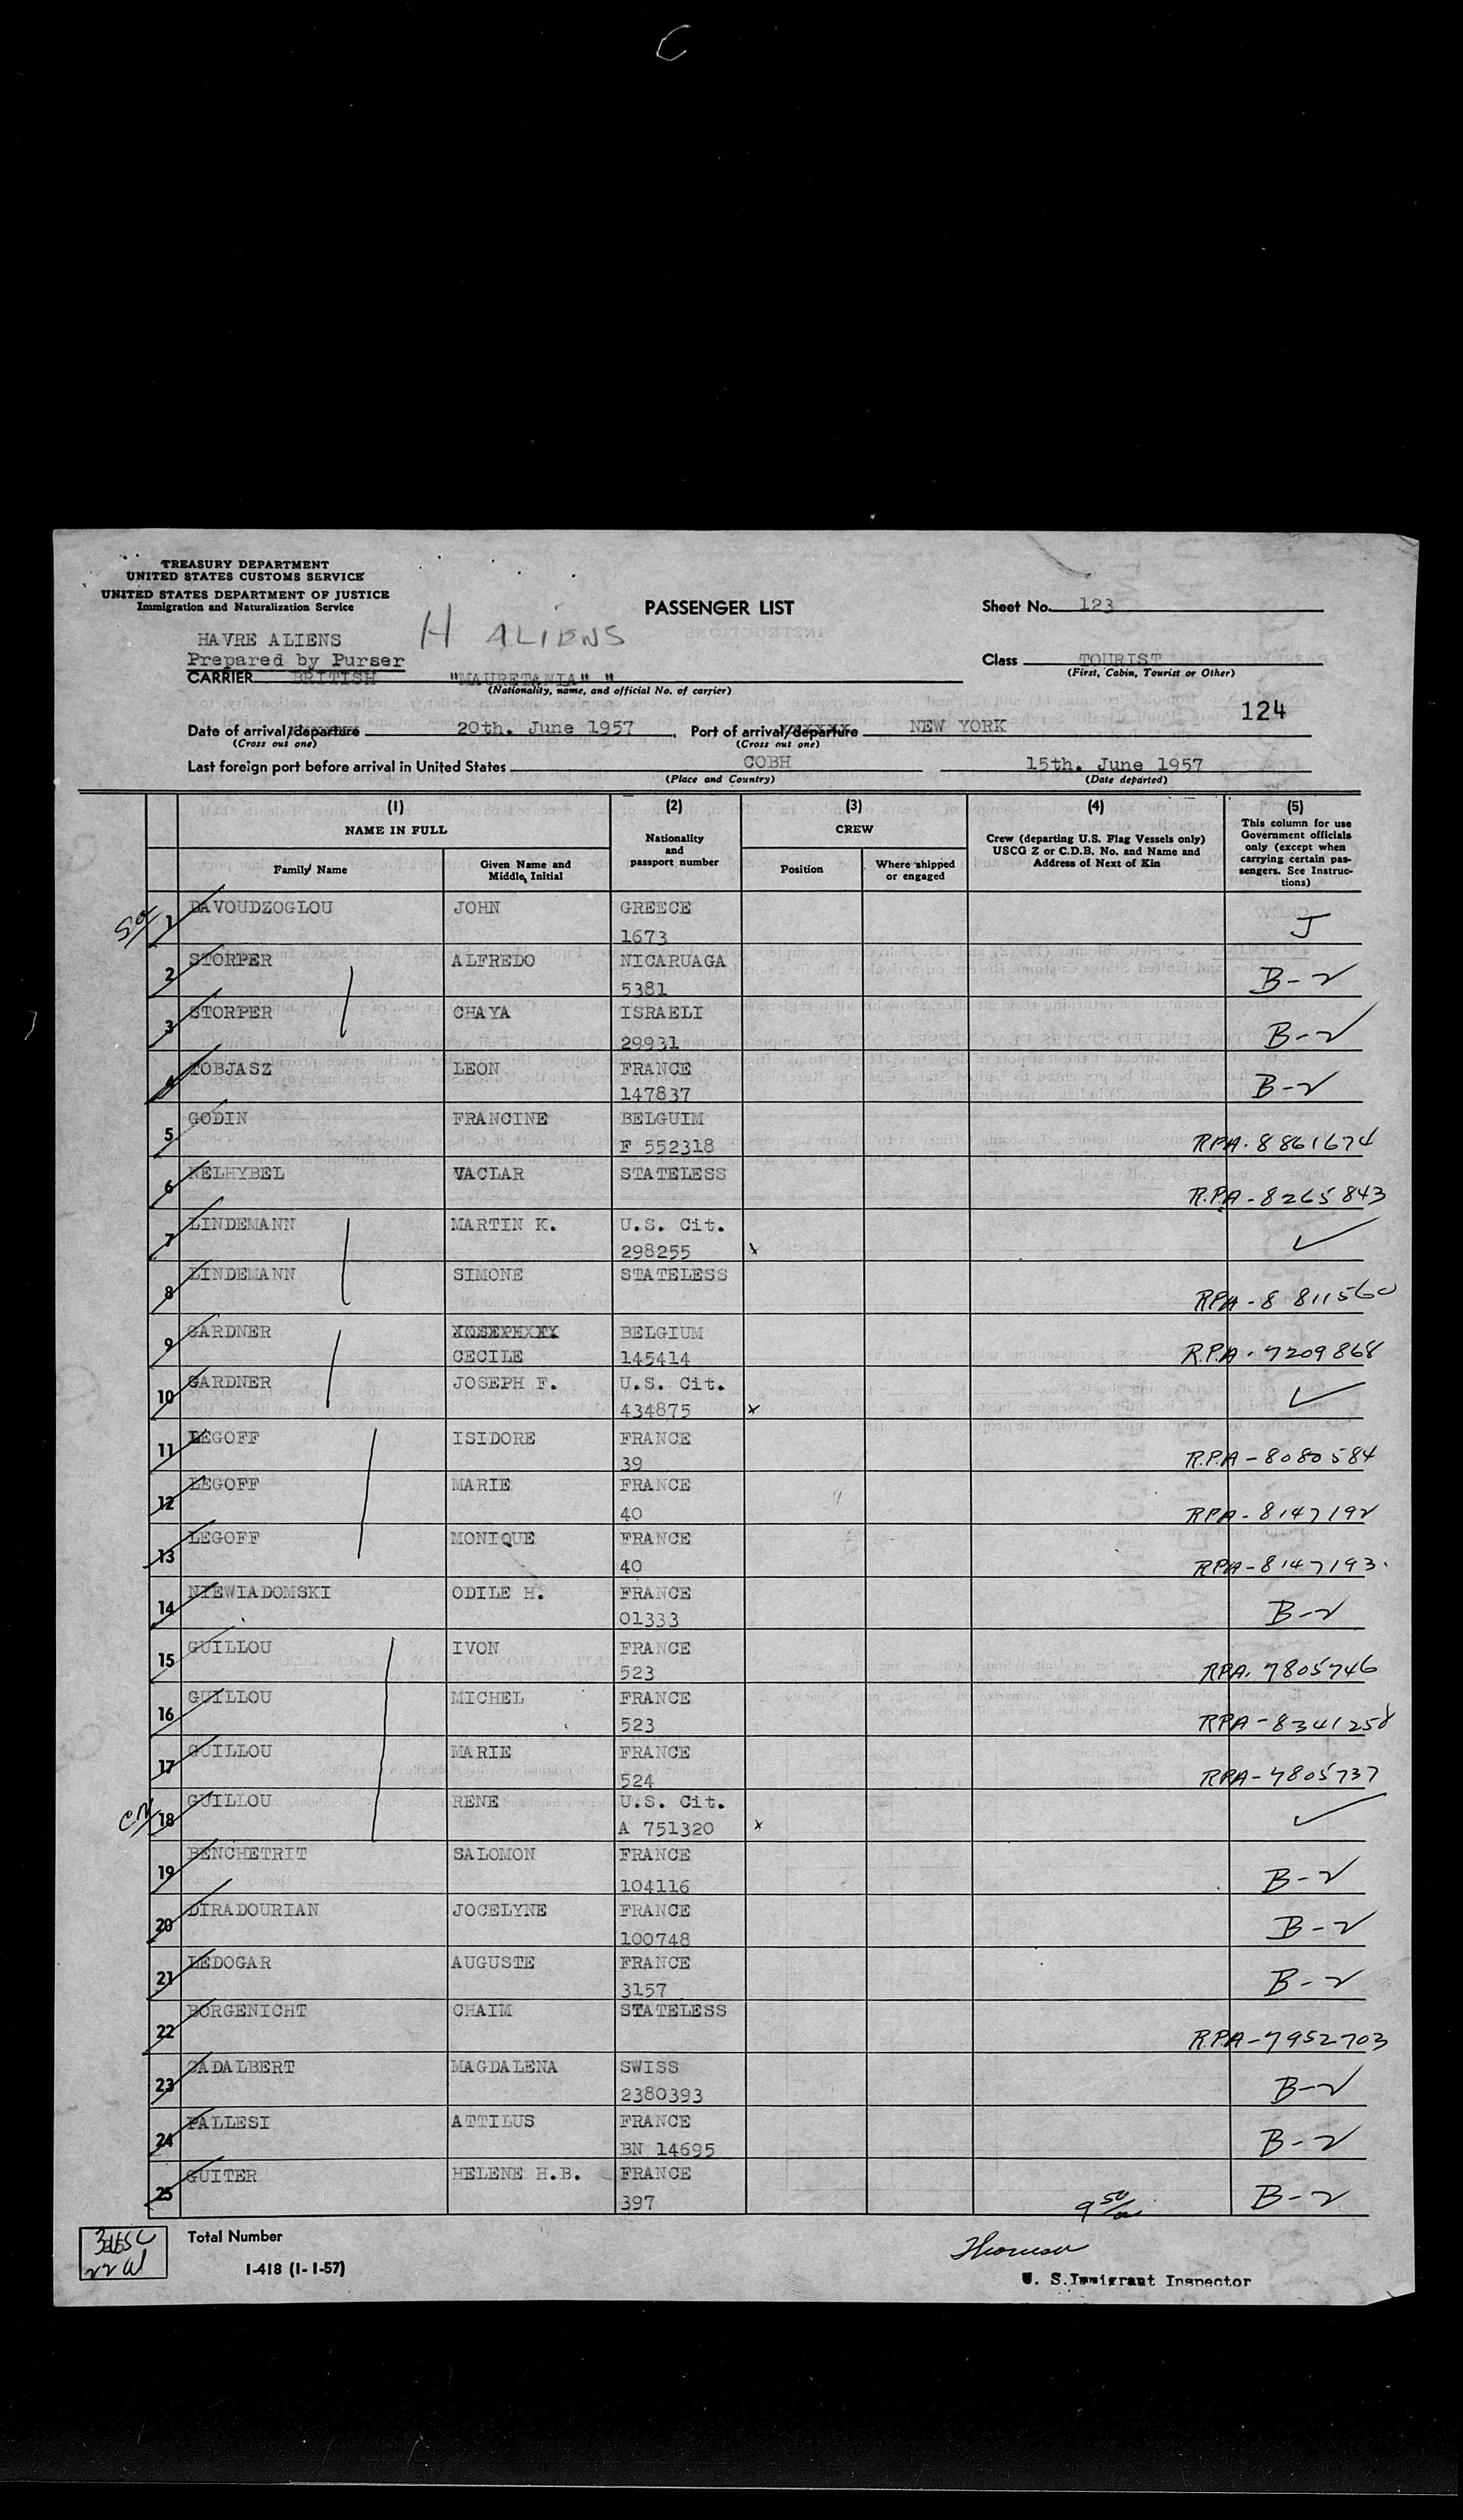 C
TREASURY DEPARTMENT
UNITED STATES CUSTOMS SERVICE
UNITED STATES DEPARTMENT OF JUSTICE
Immigration and Naturalization Service
PASSENGER LIST
Sheet No. 123
HAVRE ALIENS
H ALIENS
Prepared by Purser
Class TOURIST
(First, Cabin, Tourist or Other)
CARRIER BRITISH "MAURETANIA" "
(Nationality, name, and official No. of carrier)
124
Date of arrival/departure 20th. June 1957. Port of arrival/departure NEW YORK
(Cross out one) (Cross out one)
Last foreign port before arrival in United States COBH 15th. June 1957
(Place and Country) (Date departed)
(1) (2) (3) (4) (5)
NAME IN FULL
Family Name
Given Name and
Middle Initial
Nationality
and
passport number
CREW
Position
Where shipped
or engaged
Crew (departing U.S. Flag Vessels only)
USCG Z or C.D.B. No. and Name and
Address of Next of Kin
This column for use
Government officials
only (except when
carrying certain pas-
sengers. See Instruc-
tions)
1 DAVOUDZOGLOU JOHN GREECE
1673 J
2 STORPER ALFREDO NICARUAGA
5381 B-2
3 STORPER CHAYA ISRAELI
29931 B-2
4 TOBJASZ LEON FRANCE
147837 B-2
5 GODIN FRANCINE BELGUIM
F 552318 RPA. 8861674
6 NELHYBEL VACLAR STATELESS
R.P.A - 8265843
7 LINDEMANN MARTIN K. U.S. Cit.
298255 x ✓
8 LINDEMANN SIMONE STATELESS
RPA - 8 811560
9 GARDNER BELGIUM
CECILE 145414 R.P.A. 7209868
10 GARDNER JOSEPH F. U.S. Cit.
434875 x ✓
11 LEGOFF ISIDORE FRANCE
39 R.P.A - 8080584
12 LEGOFF MARIE FRANCE
40 RPA - 8147192
13 LEGOFF MONIQUE FRANCE
40 RPA - 8147193.
14 NIEWIADOMSKI ODILE H. FRANCE
01333 B-2
15 GUILLOU IVON FRANCE
523 RPA. 7805746
16 GUILLOU MICHEL FRANCE
523 RPA - 8341258
17 GUILLOU MARIE FRANCE
524 RPA - 7805737
18 GUILLOU RENE U.S. Cit.
A 751320 x ✓
19 BENCHETRIT SALOMON FRANCE
104116 B-2
20 DIRADOURIAN JOCELYNE FRANCE
100748 B-2
21 LEDOGAR AUGUSTE FRANCE
3157 B-2
22 BORGENICHT CHAIM STATELESS
R.P.A - 7952703
23 CADALBERT MAGDALENA SWISS
2380393 B-2
24 PALLESI ATTILUS FRANCE
BN 14695 B-2
25 GUITER HELENE H.B. FRANCE
397 B-2
Total Number
I-418 (1-1-57)
U. S. Immigrant Inspector